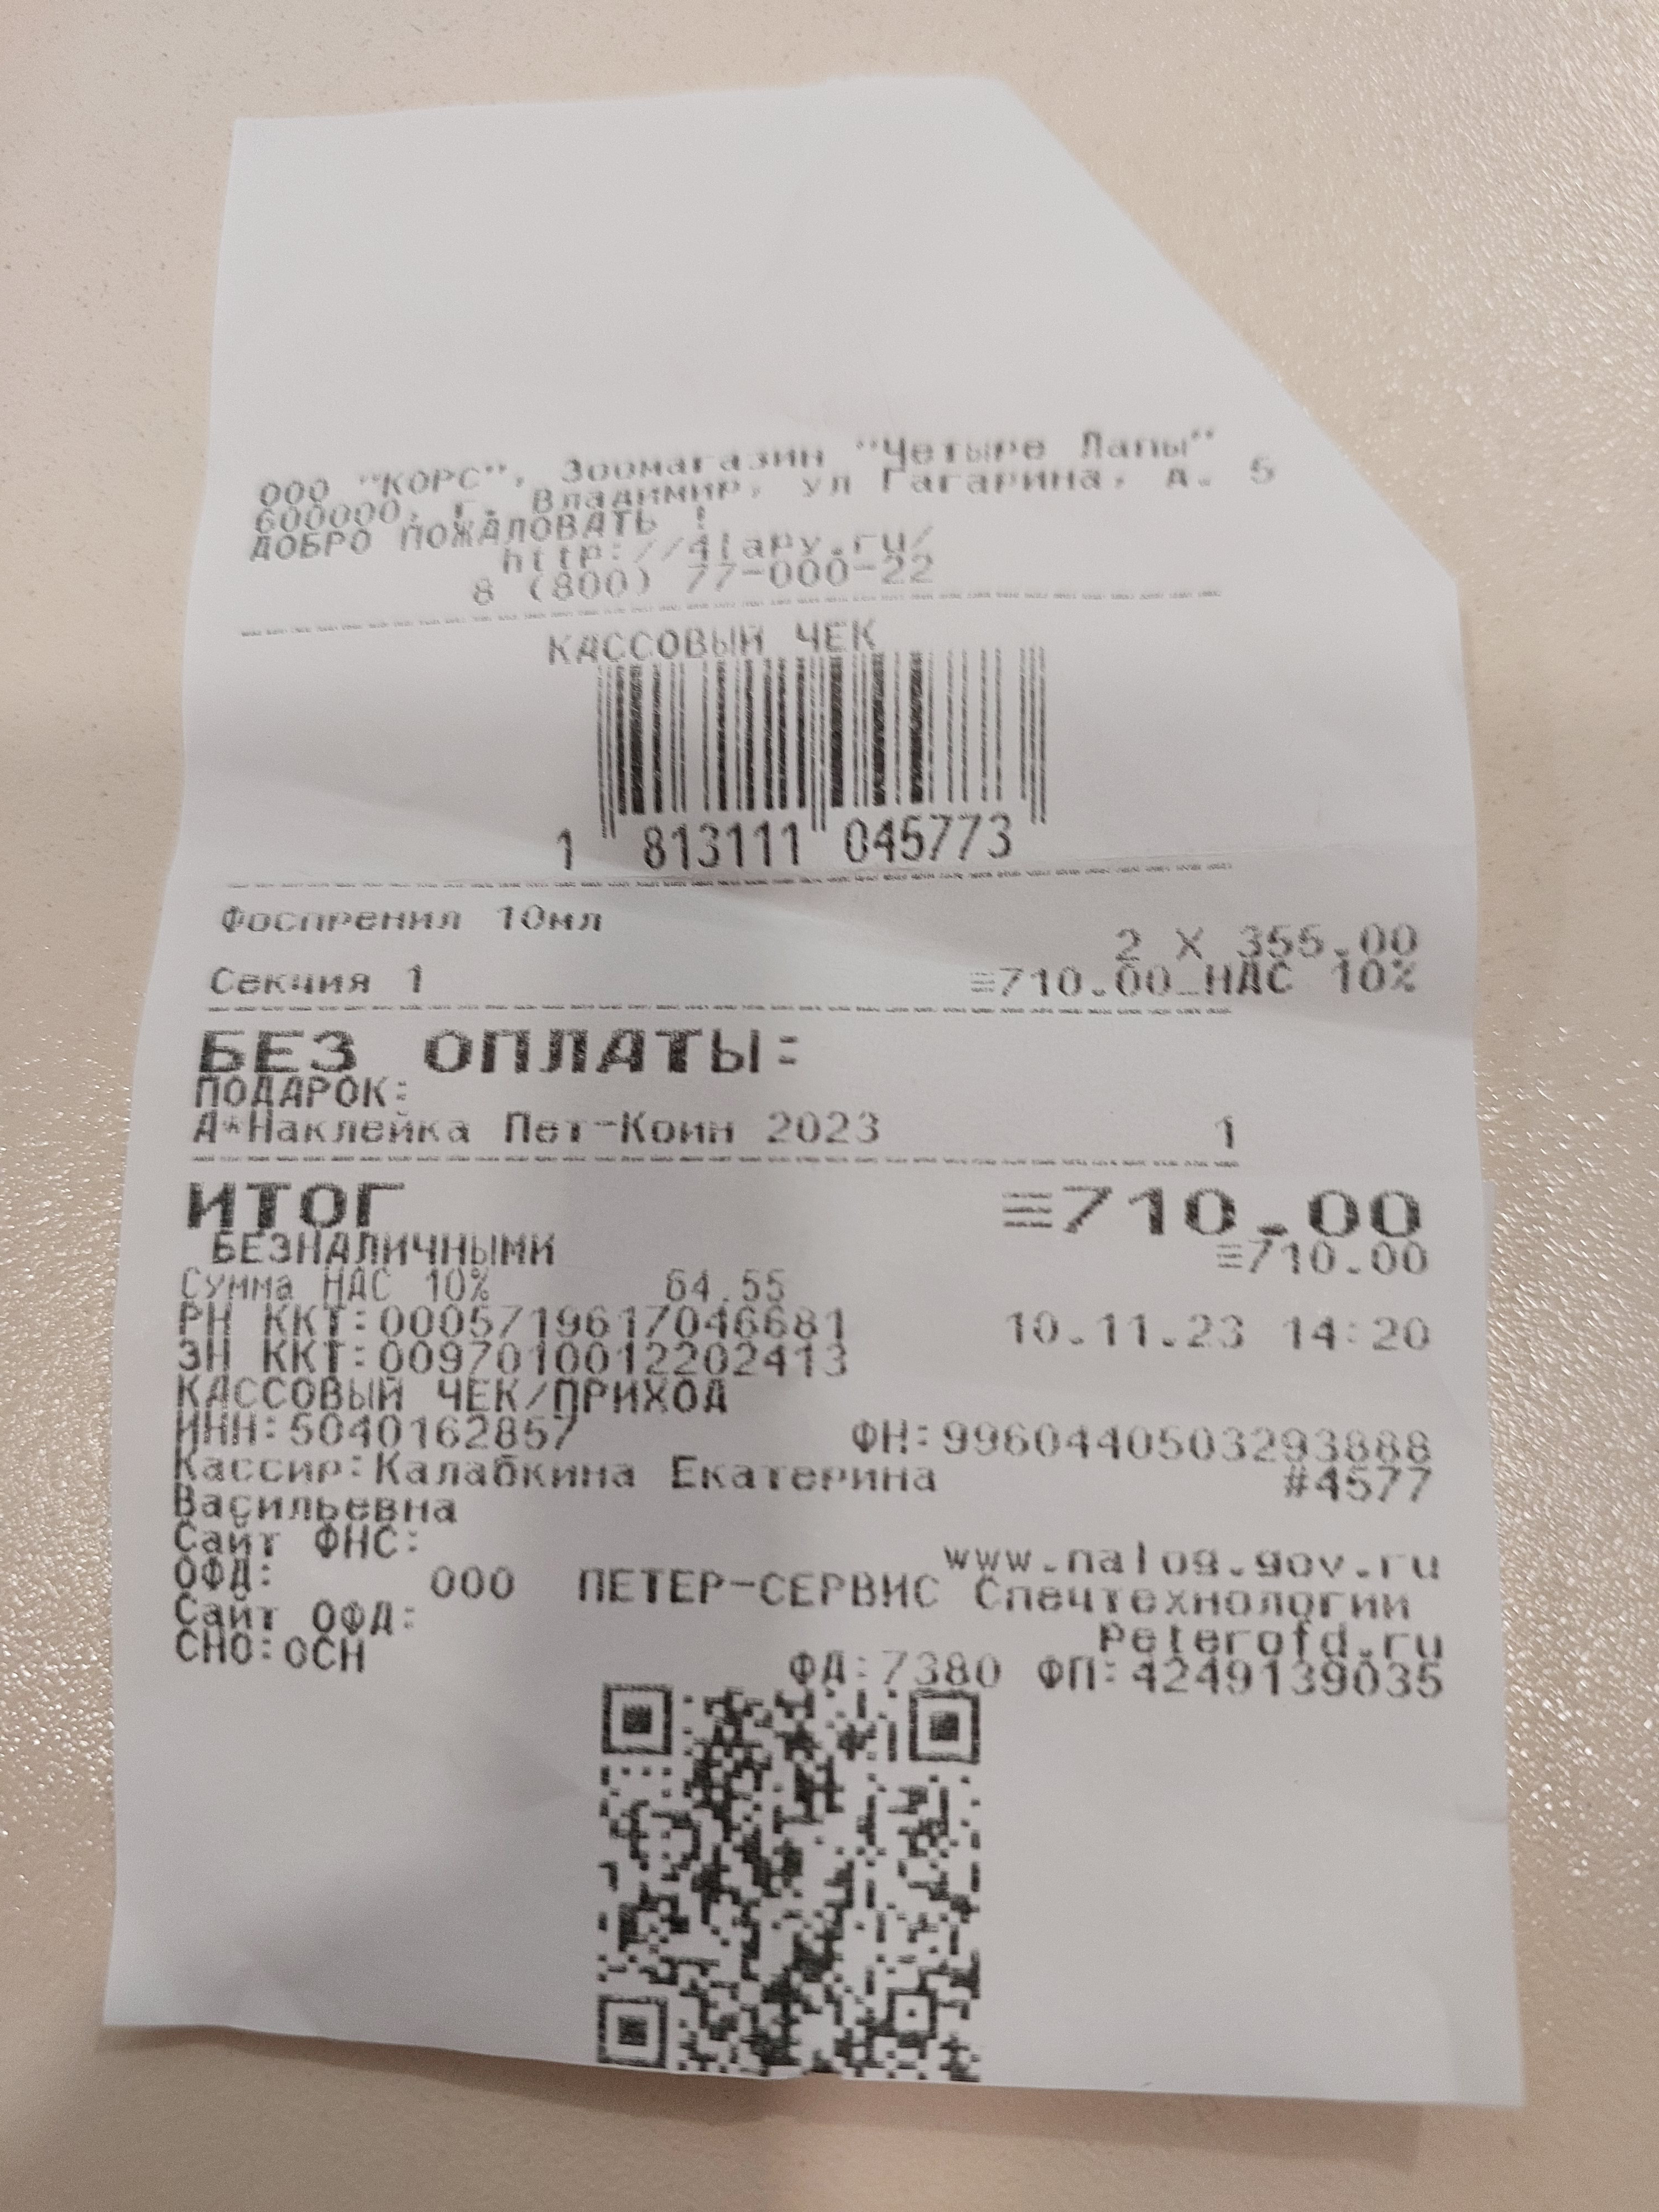 ООО "КОРС", Зоомагазин "Четыре Лапы"
600000, г. Владимир, ул Гагарина, д. 5
ДОБРО ПОЖАЛОВАТЬ !
http://4lapy.ru/
8 (800) 77-000-22
КАССОВЫЙ ЧЕК
1 813111 045773
Фоспренил 10мл
2 X 355.00
Секция 1 ≡710.00_НДС 10%
БЕЗ ОПЛАТЫ:
ПОДАРОК:
А*Наклейка Пет-Коин 2023 1
ИТОГ ≡710.00
БЕЗНАЛИЧНЫМИ ≡710.00
Сумма НДС 10% 64.55
РН ККТ:0005719617046681 10.11.23 14:20
ЗН ККТ:0097010012202413
КАССОВЫЙ ЧЕК/ПРИХОД
ИНН:5040162857 ФН:9960440503293888
Кассир:Калабкина Екатерина #4577
Васильевна
Сайт ФНС: www.nalog.gov.ru
ОФД: ООО ПЕТЕР-СЕРВИС Спецтехнологии
Сайт ОФД: peterofd.ru
СНО:ОСН ФД:7380 ФП:4249139035